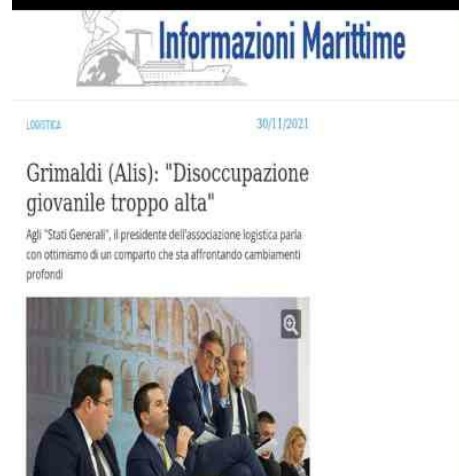 Informazioni Marittime
LOGISTICA
30/11/2021
Grimaldi (Alis): "Disoccupazione
giovanile troppo alta"
Agli "Stati Generali", il presidente dell'associazione logistica parla
con ottimismo di un comparto che sta affrontando cambiamenti
profondi